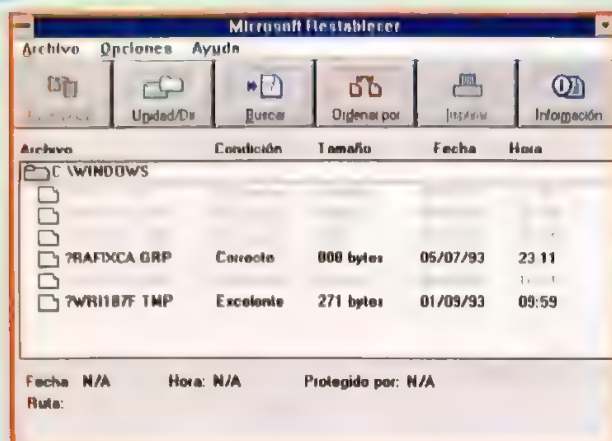 Microsoft Restablecer
Archivo Opciones Ayuda
Unidad/Dir Buscar Ordenar por Imprimir Información
Archivo Condición Tamaño Fecha Hora
C:\WINDOWS
?RAFIXCA GRP Correcto 808 bytes 05/07/93 23:11
?WRI187F TMP Excelente 271 bytes 01/09/93 09:59
Fecha N/A Hora: N/A Protegido por: N/A
Ruta: